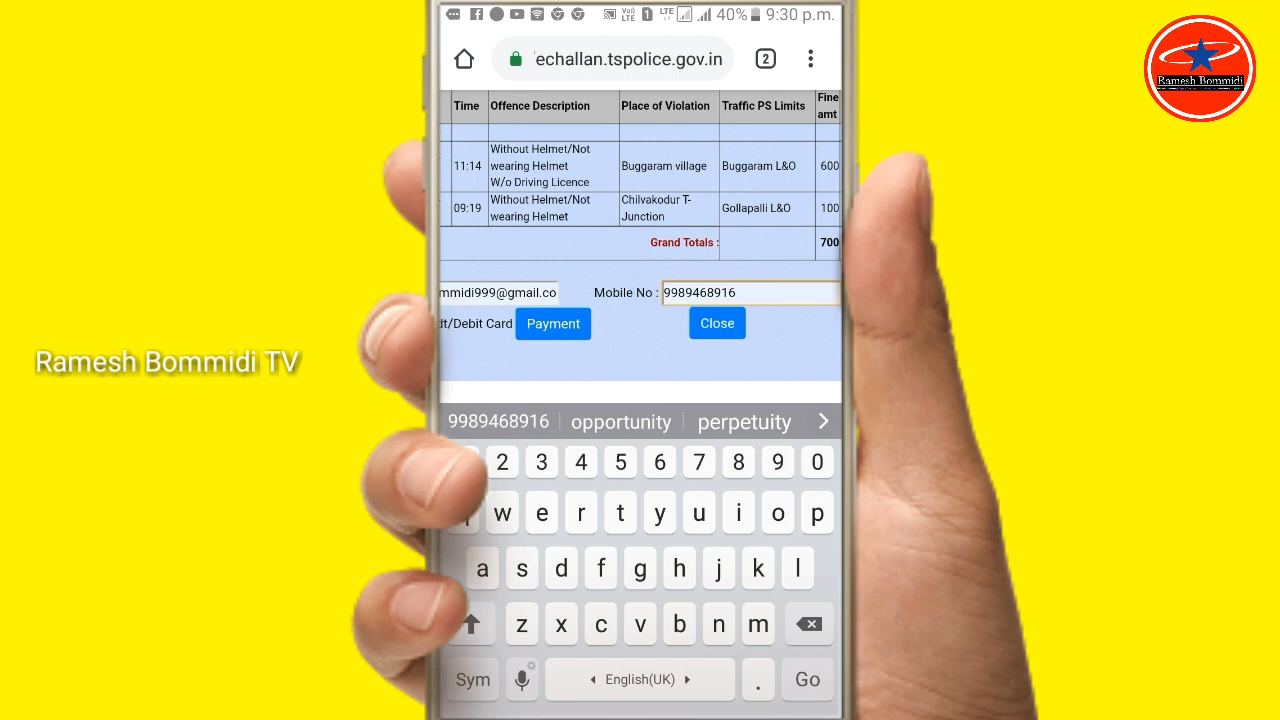 VoD LTE 1 LTE 40% 9:30 p.m.
echallan.tspolice.gov.in 2
Ramesh Bommidi
Time Offence Description Place of Violation Traffic PS Limits Fine amt
11:14 Without Helmet/Not wearing Helmet W/o Driving Licence Buggaram village Buggaram L&O 600
09:19 Without Helmet/Not wearing Helmet Chilvakodur T-Junction Gollapalli L&O 100
Grand Totals : 700
mmidi999@gmail.co Mobile No : 9989468916
dt/Debit Card Payment Close
Ramesh Bommidi TV
9989468916 opportunity perpetuity
2 3 4 5 6 7 8 9 0
w e r t y u i o p
a s d f g h j k l
z x c v b n m
Sym English(UK) . Go